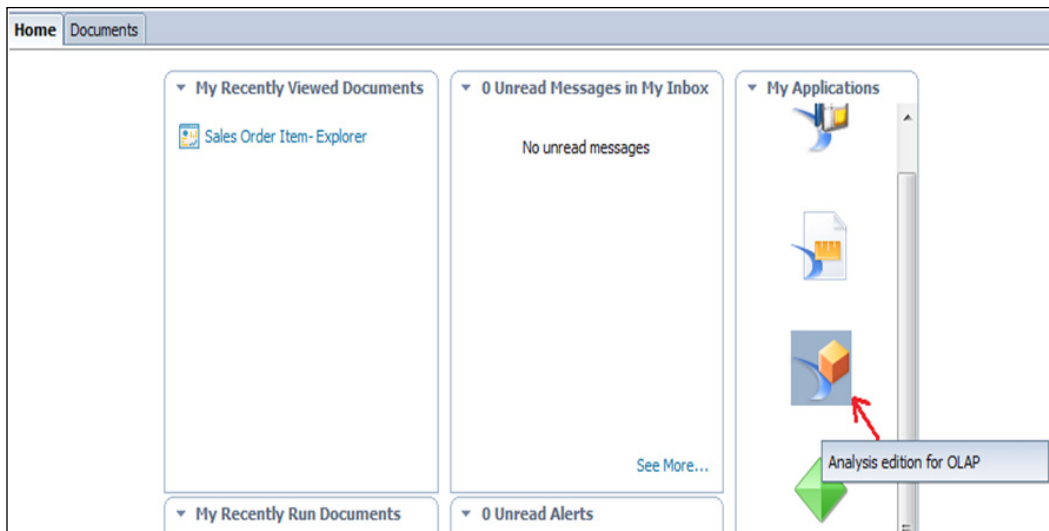 Home Documents
My Recently Viewed Documents
Sales Order Item- Explorer
0 Unread Messages in My Inbox
No unread messages
See More...
My Applications
Analysis edition for OLAP
My Recently Run Documents
0 Unread Alerts